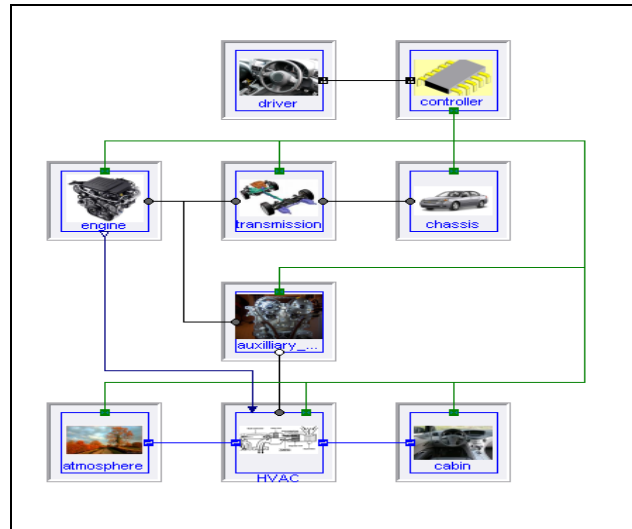 driver
controller
engine
transmission
chassis
auxilliary_...
atmosphere
HVAC
cabin